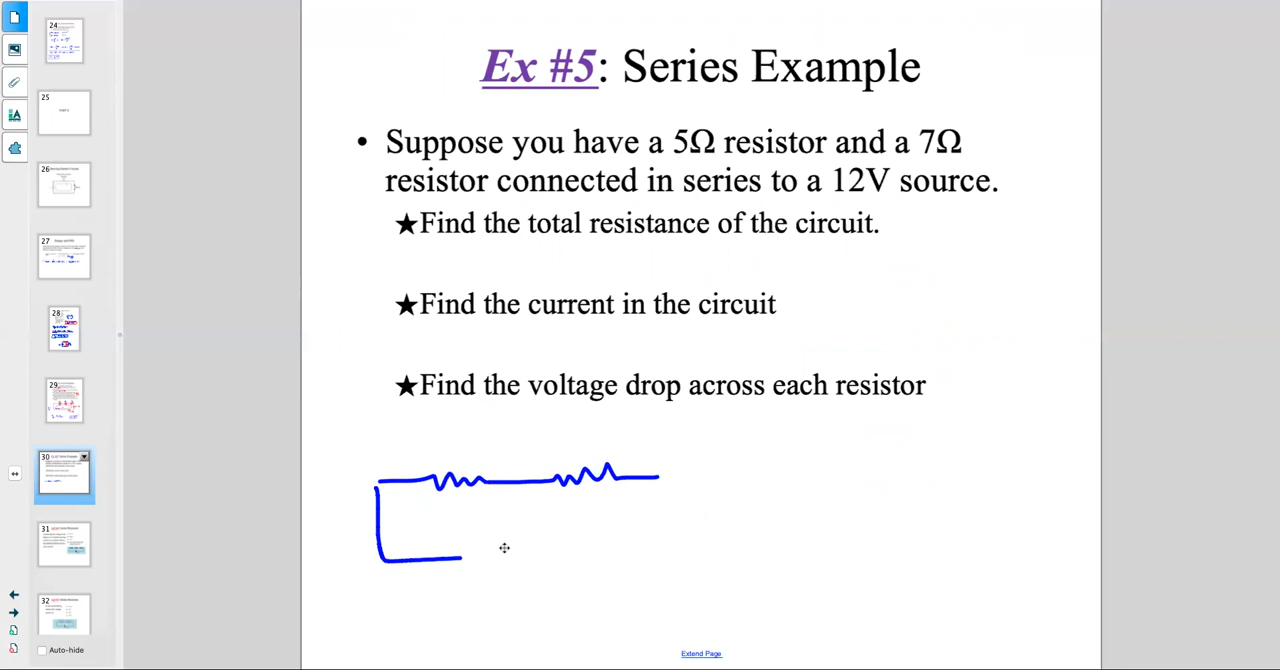 24
25
26
27
28
29
30
31
32
Auto-hide
Ex #5: Series Example
• Suppose you have a 5Ω resistor and a 7Ω
resistor connected in series to a 12V source.
★Find the total resistance of the circuit.
★Find the current in the circuit
★Find the voltage drop across each resistor
Extend Page